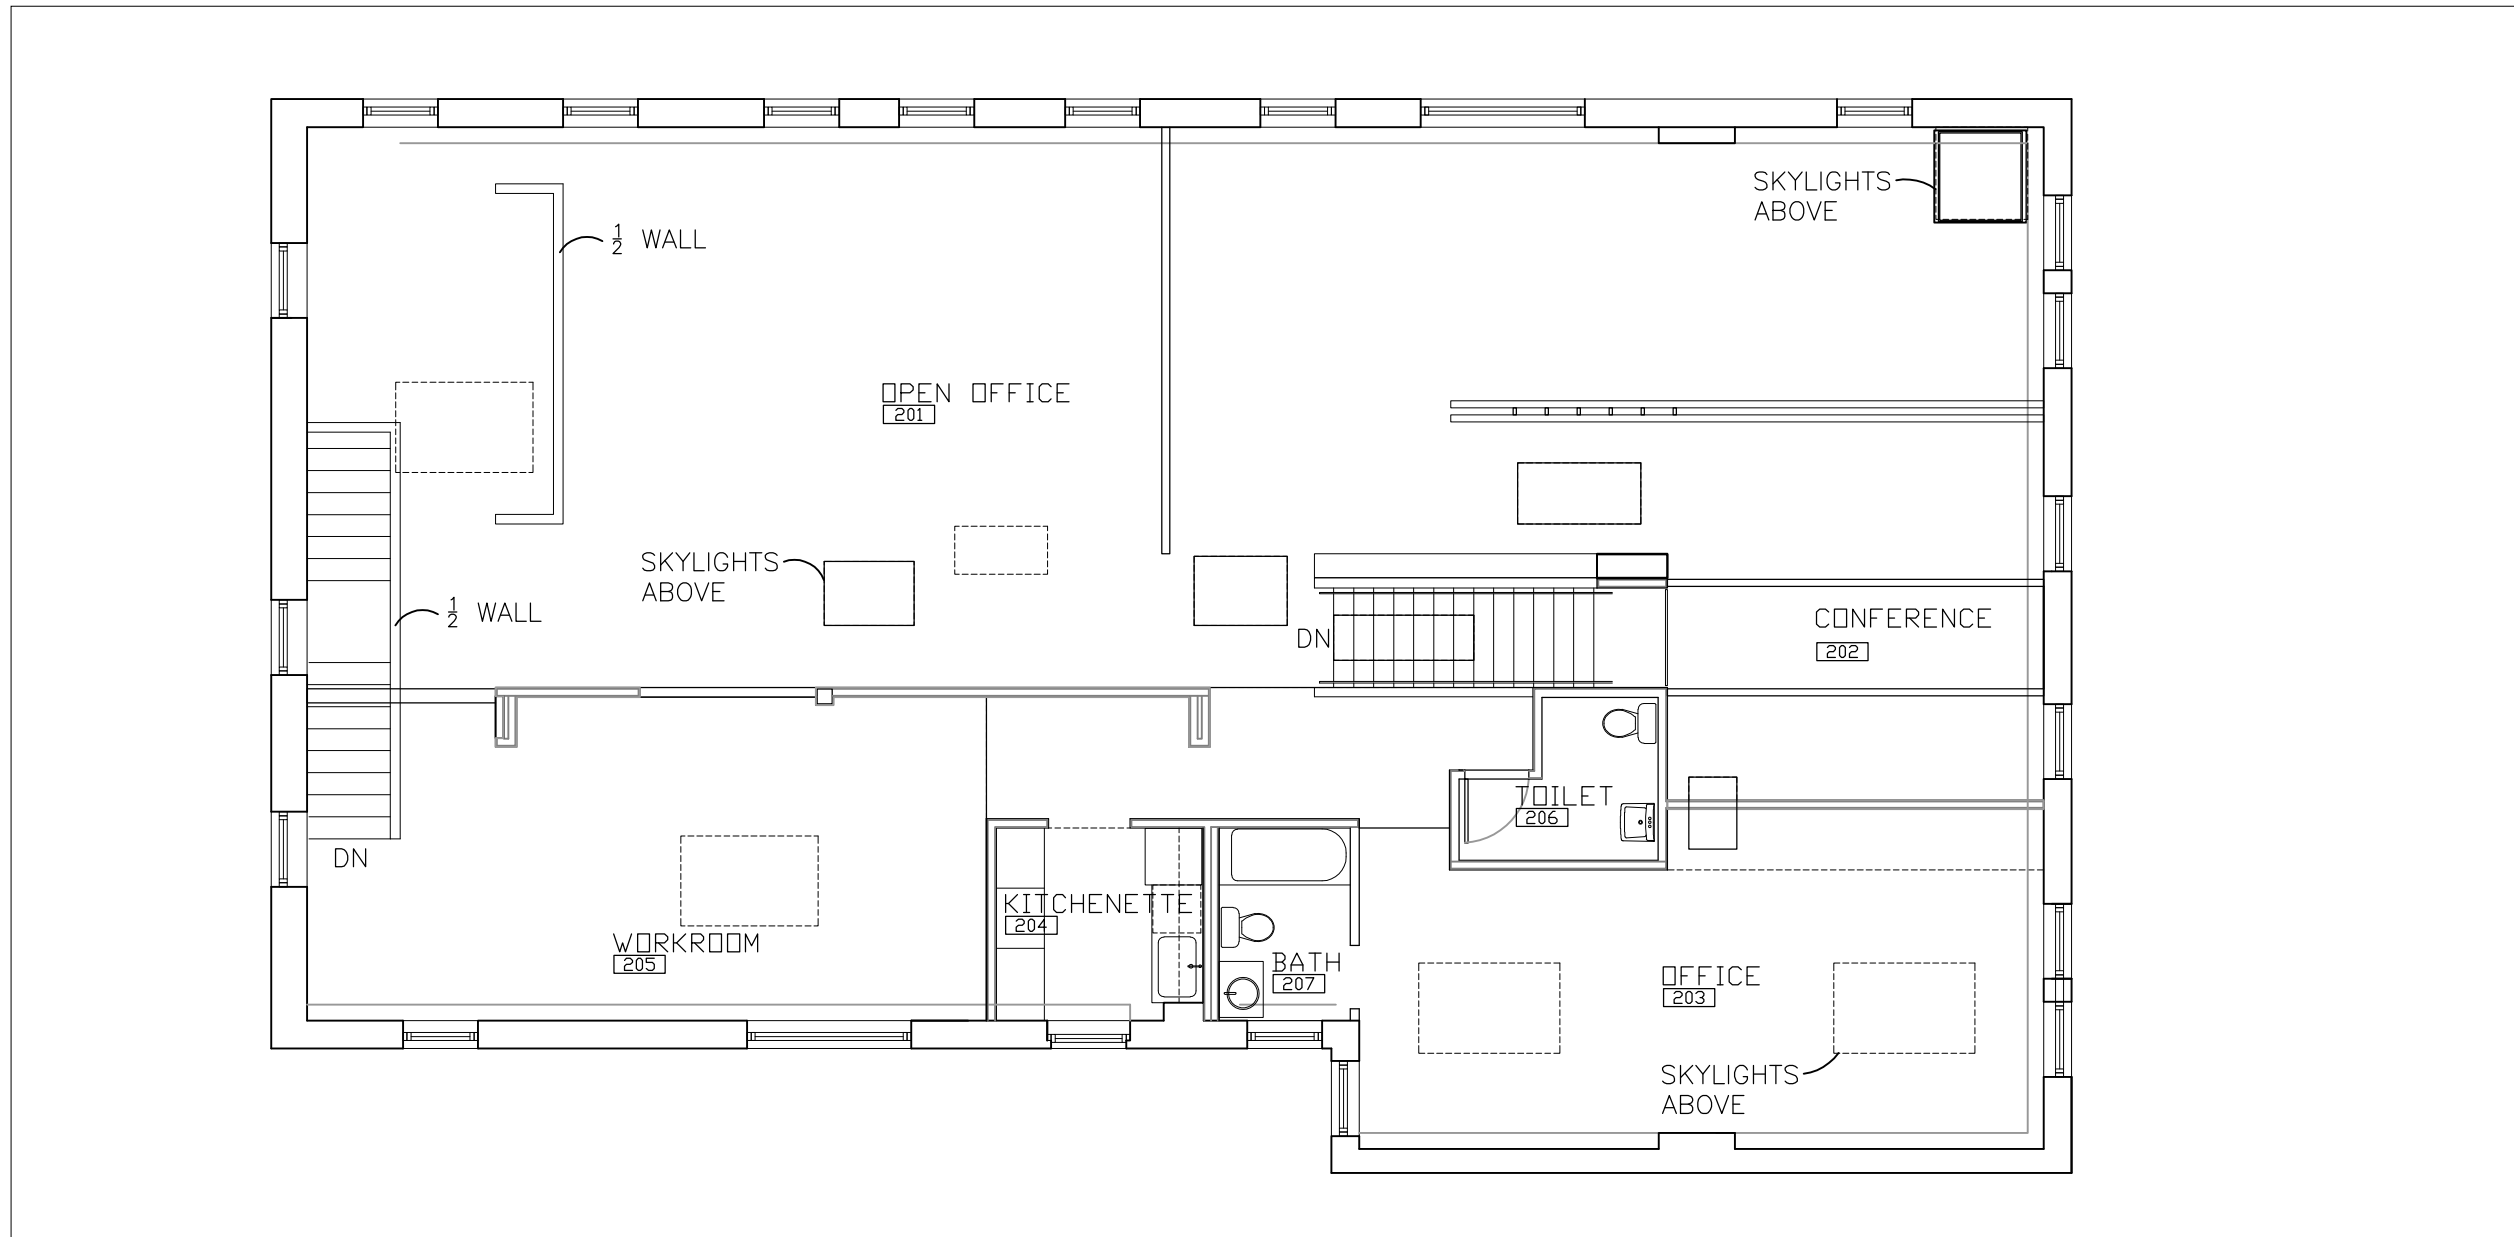 SKYLIGHTS
ABOVE
1/2 WALL
OPEN OFFICE
201
SKYLIGHTS
ABOVE
1/2 WALL
DN
CONFERENCE
202
TOILET
206
DN
KITCHENETTE
204
WORKROOM
205
BATH
207
OFFICE
203
SKYLIGHTS
ABOVE